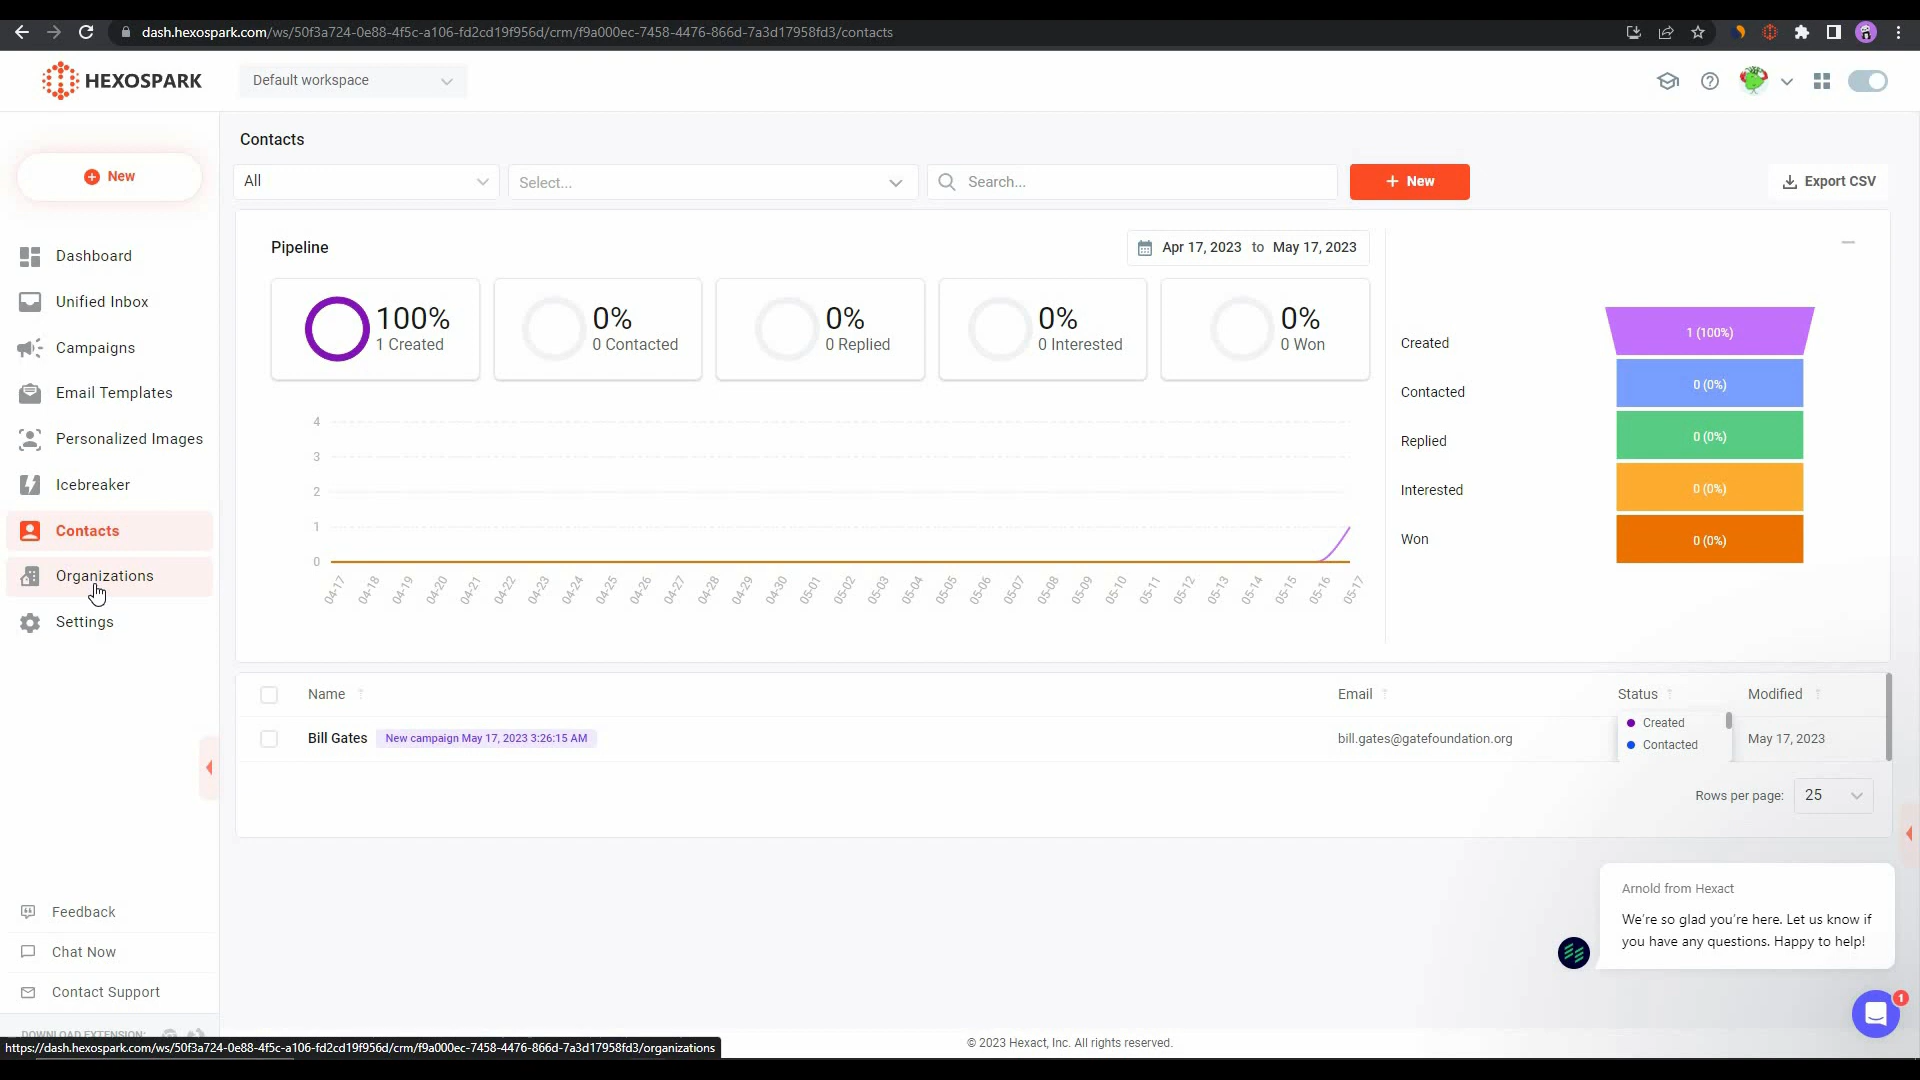 dash.hexospark.com/ws/50f3a724-0e88-4f5c-a106-fd2cd19f956d/crm/f9a000ec-7458-4476-866d-7a3d17958fd3/contacts
HEXOSPARK
Default workspace
New
Dashboard
Unified Inbox
Campaigns
Email Templates
Personalized Images
Icebreaker
Contacts
Organizations
Settings
Feedback
Chat Now
Contact Support
DOWNLOAD EXTENSION:
https://dash.hexospark.com/ws/50f3a724-0e88-4f5c-a106-fd2cd19f956d/crm/f9a000ec-7458-4476-866d-7a3d17958fd3/organizations
Contacts
All
Select...
Search...
+ New
Export CSV
Pipeline
Apr 17, 2023 to May 17, 2023
100%
1 Created
0%
0 Contacted
0%
0 Replied
0%
0 Interested
0%
0 Won
4
3
2
1
0
04-17 04-18 04-19 04-20 04-21 04-22 04-23 04-24 04-25 04-26 04-27 04-28 04-29 04-30 05-01 05-02 05-03 05-04 05-05 05-06 05-07 05-08 05-09 05-10 05-11 05-12 05-13 05-14 05-15 05-16 05-17
Created 1 (100%)
Contacted 0 (0%)
Replied 0 (0%)
Interested 0 (0%)
Won 0 (0%)
Name Email Status Modified
Bill Gates New campaign May 17, 2023 3:26:15 AM bill.gates@gatefoundation.org Created May 17, 2023
Contacted
Rows per page: 25
Arnold from Hexact
We're so glad you're here. Let us know if
you have any questions. Happy to help!
1
© 2023 Hexact, Inc. All rights reserved.